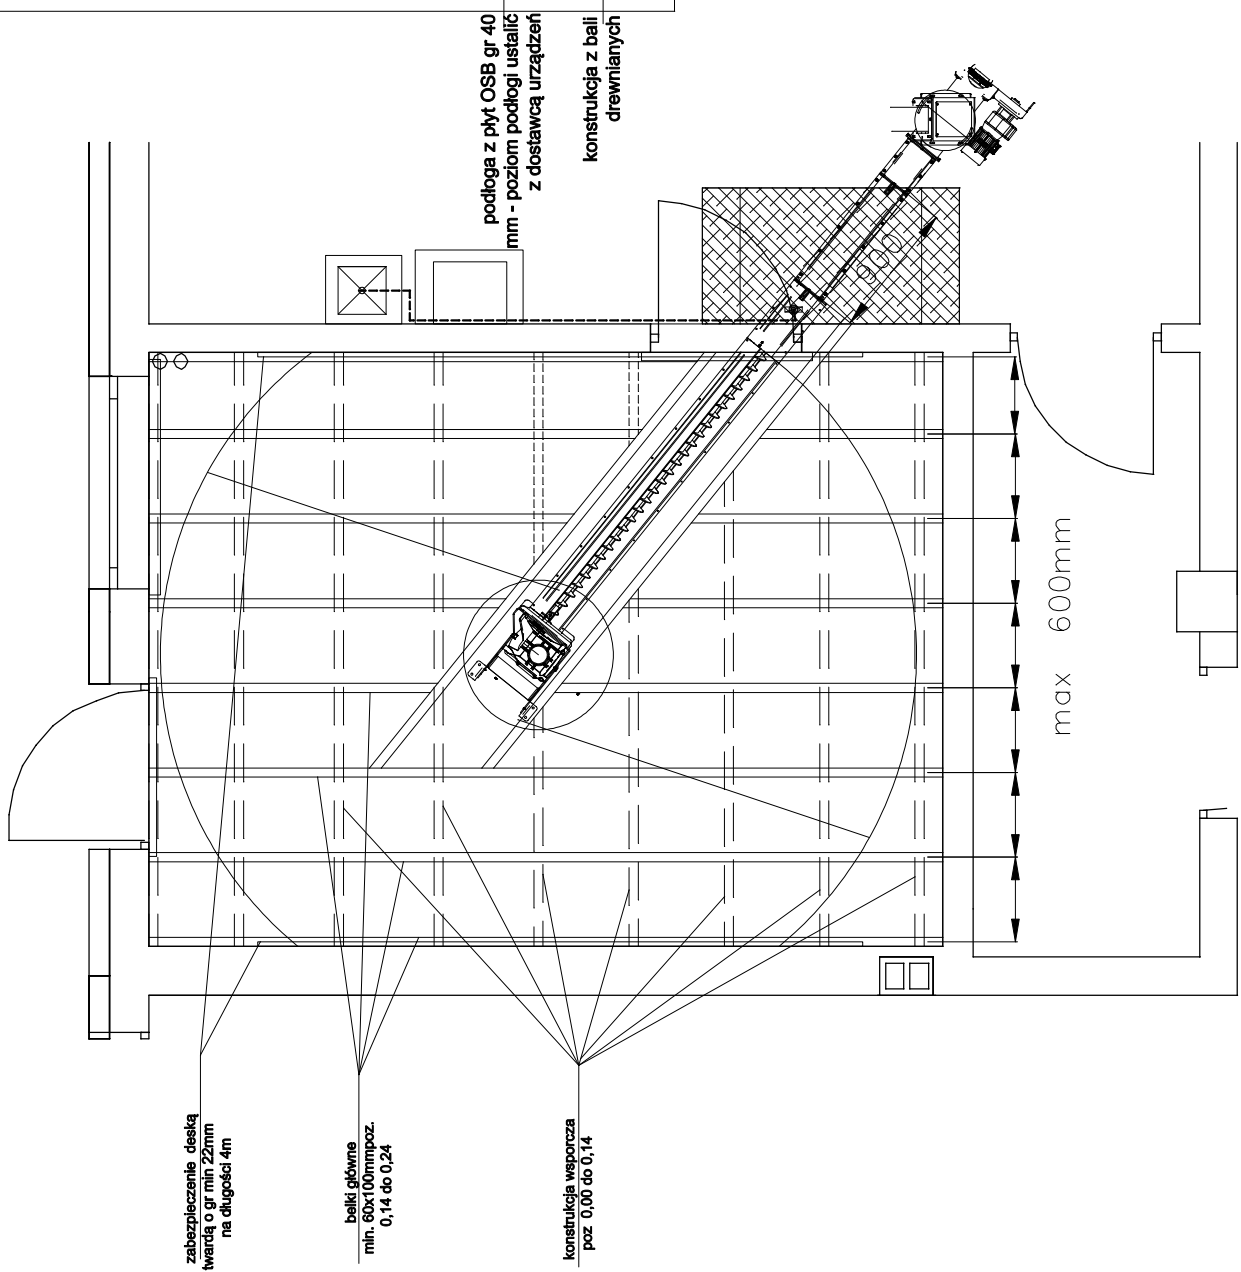 podłoga z płyt OSB gr 40
mm - poziom podłogi ustalić
z dostawcą urządzeń
konstrukcja z bali
drewnianych
900
max 600mm
zabezpieczenie deską
twardą o gr min 22mm
na długości 4m
belki główne
min. 60x100mmpoz.
0,14 do 0,24
konstrukcja wsporcza
poz 0,00 do 0,14